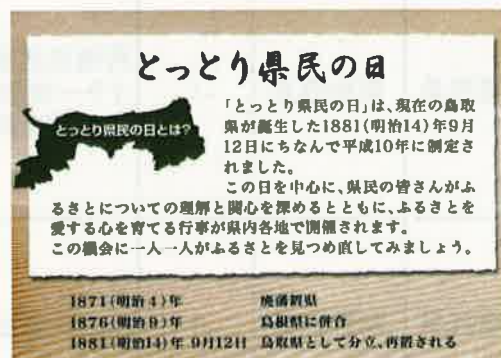 とっとり県民の日
とっとり県民の日とは?
「とっとり県民の日」は、現在の鳥取
県が誕生した1881(明治14)年9月
12日にちなんで平成10年に制定さ
れました。
この日を中心に、県民の皆さんがふ
るさとについての理解と関心を深めるとともに、ふるさとを
愛する心を育てる行事が県内各地で開催されます。
この機会に一人一人がふるさとを見つめ直してみましょう。
1871(明治4)年 廃藩置県
1876(明治9)年 島根県に併合
1881(明治14)年 9月12日 鳥取県として分立、再置される